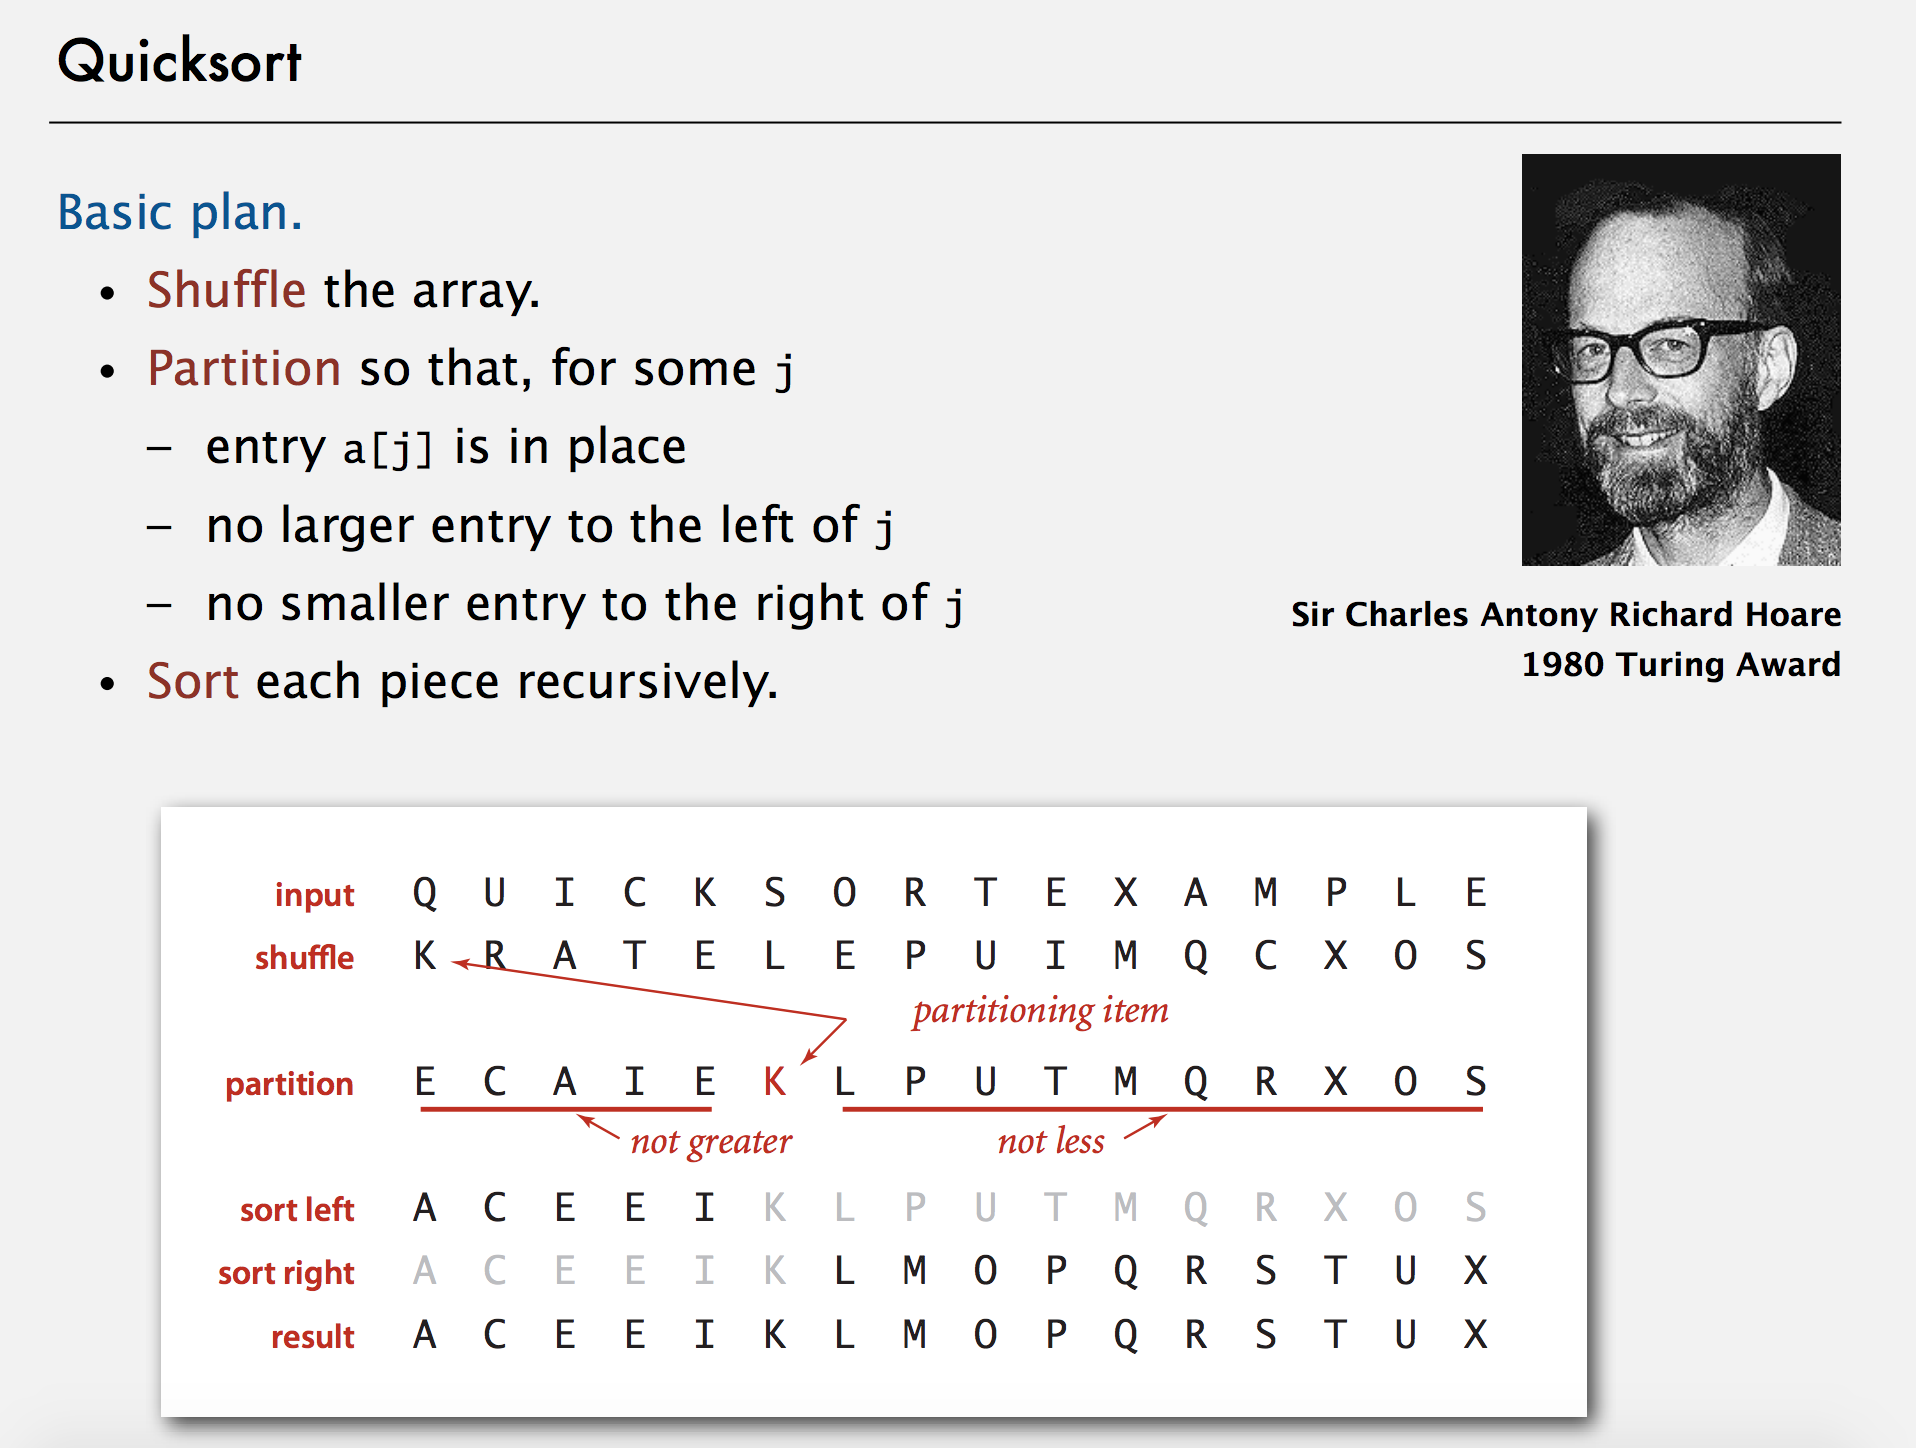 Quicksort
Basic plan.
• Shuffle the array.
• Partition so that, for some j
– entry a[j] is in place
– no larger entry to the left of j
– no smaller entry to the right of j
• Sort each piece recursively.
Sir Charles Antony Richard Hoare
1980 Turing Award
input Q U I C K S O R T E X A M P L E
shuffle K R A T E L E P U I M Q C X O S
partitioning item
partition E C A I E K L P U T M Q R X O S
not greater not less
sort left A C E E I K L P U T M Q R X O S
sort right A C E E I K L M O P Q R S T U X
result A C E E I K L M O P Q R S T U X